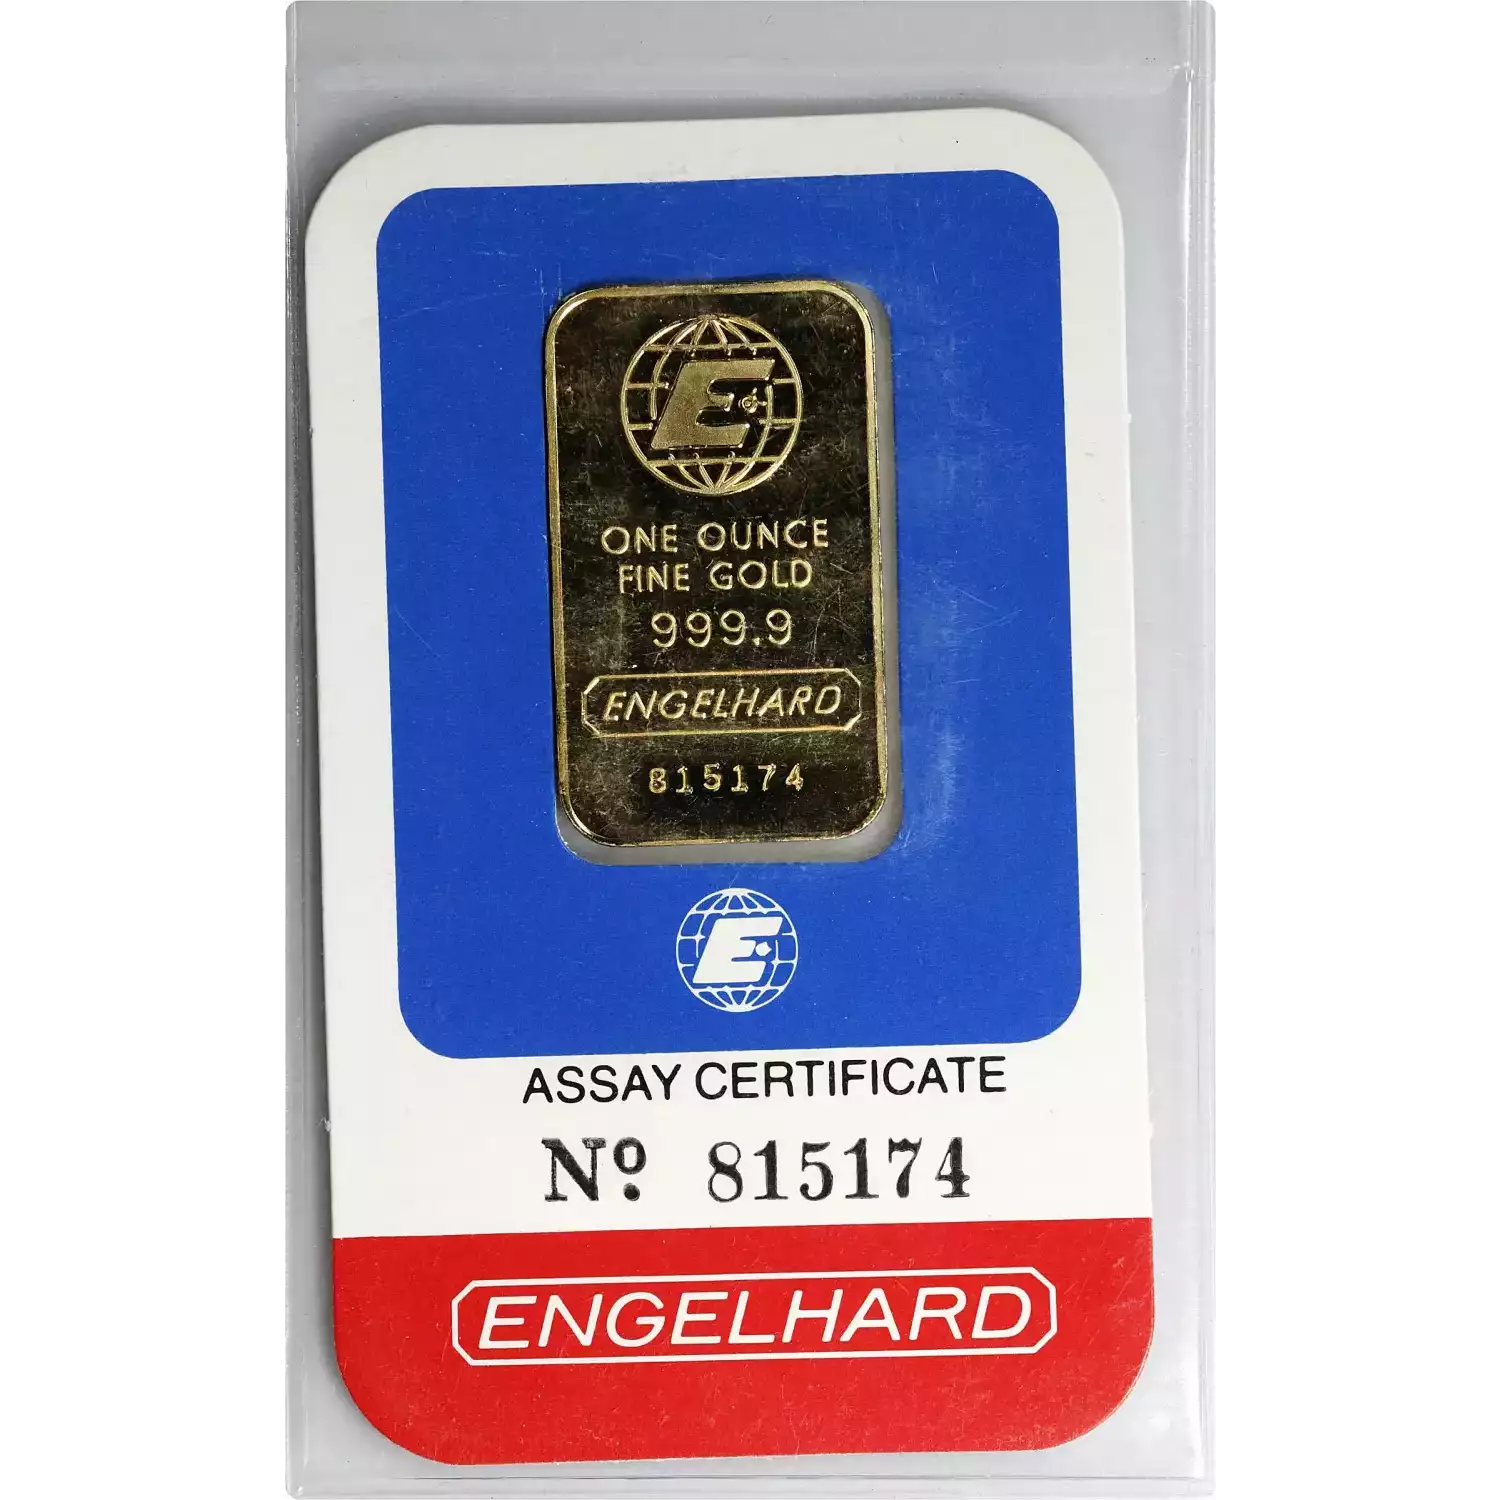 E
ONE OUNCE
FINE GOLD
999.9
ENGELHARD
815174
E
ASSAY CERTIFICATE
Nº. 815174
ENGELHARD